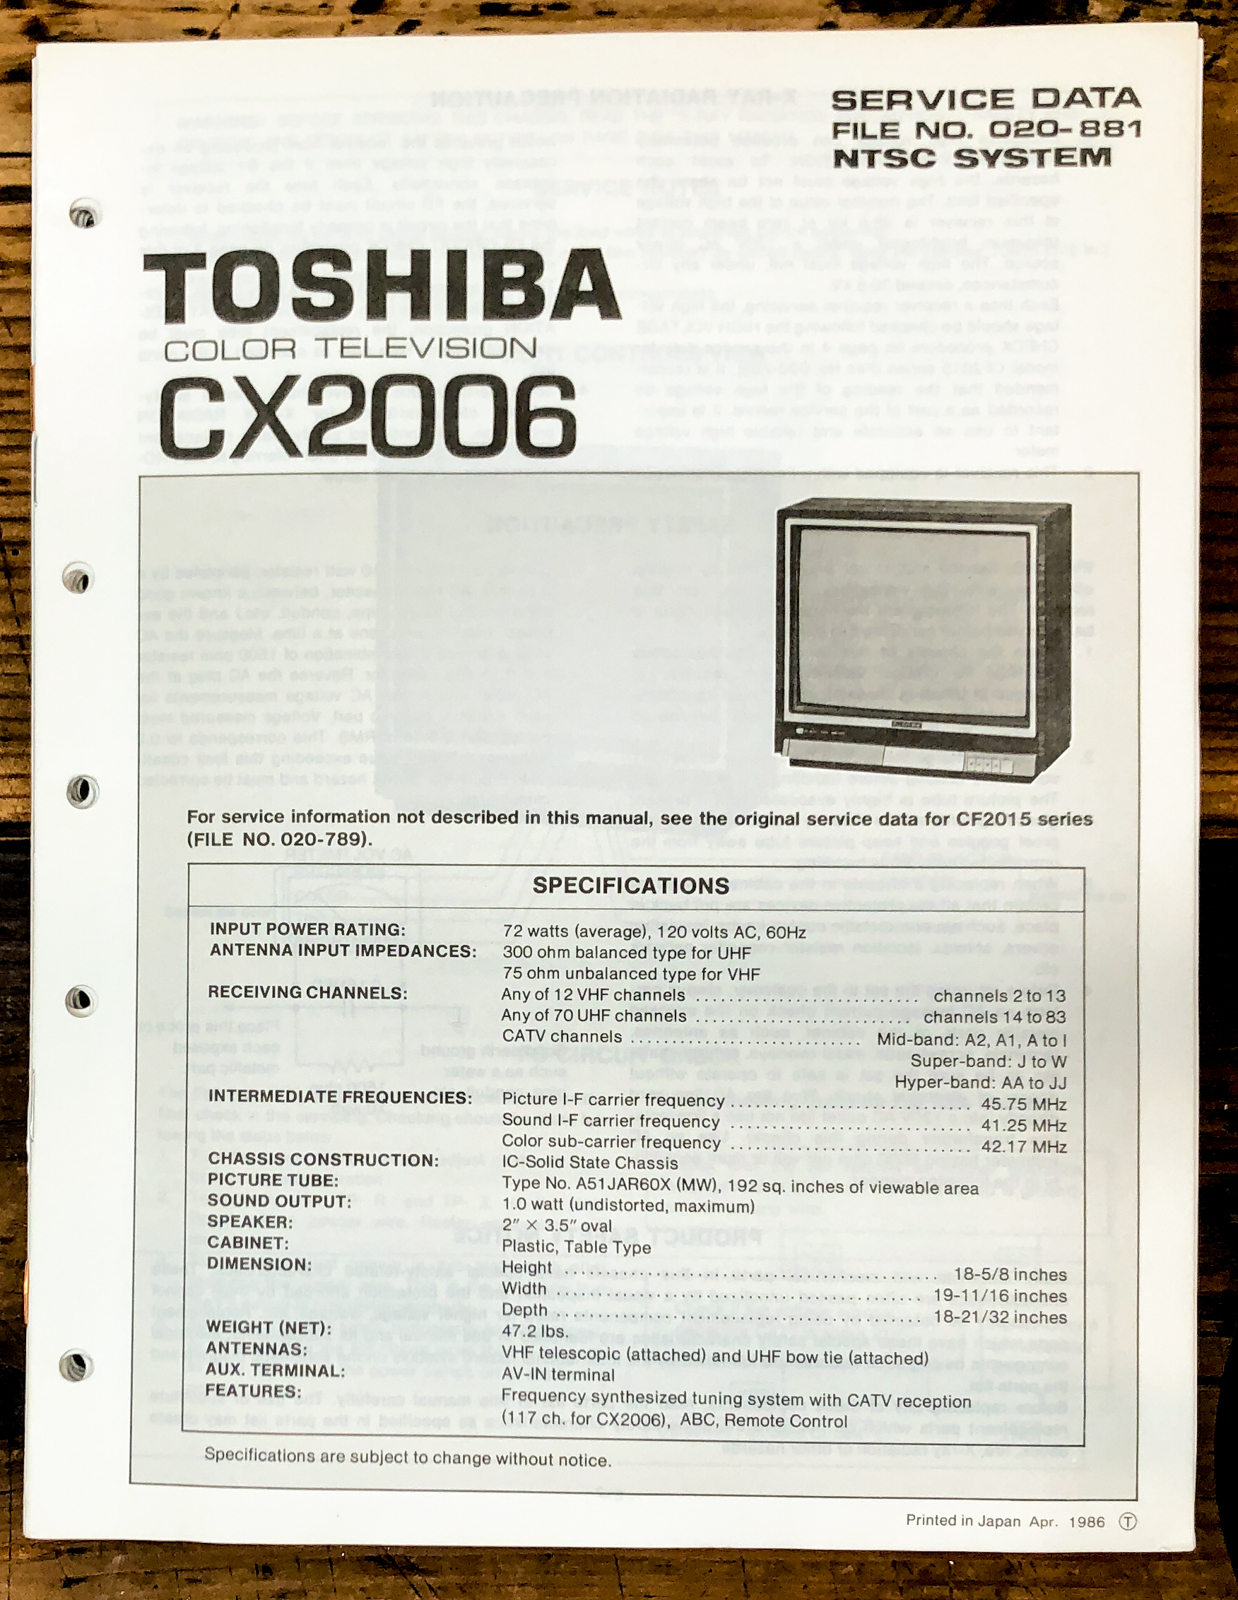 SERVICE DATA
FILE NO. 020-881
NTSC SYSTEM
TOSHIBA
COLOR TELEVISION
CX2006
For service information not described in this manual, see the original service data for CF2015 series
(FILE NO. 020-789).
SPECIFICATIONS
INPUT POWER RATING: 72 watts (average), 120 volts AC, 60Hz
ANTENNA INPUT IMPEDANCES: 300 ohm balanced type for UHF
75 ohm unbalanced type for VHF
RECEIVING CHANNELS: Any of 12 VHF channels ........................... channels 2 to 13
Any of 70 UHF channels .......................... channels 14 to 83
CATV channels ........................... Mid-band: A2, A1, A to I
Super-band: J to W
Hyper-band: AA to JJ
INTERMEDIATE FREQUENCIES: Picture I-F carrier frequency ............................ 45.75 MHz
Sound I-F carrier frequency ............................ 41.25 MHz
Color sub-carrier frequency ............................ 42.17 MHz
CHASSIS CONSTRUCTION: IC-Solid State Chassis
PICTURE TUBE: Type No. A51JAR60X (MW), 192 sq. inches of viewable area
SOUND OUTPUT: 1.0 watt (undistorted, maximum)
SPEAKER: 2″ × 3.5″ oval
CABINET: Plastic, Table Type
DIMENSION: Height ........................................... 18-5/8 inches
Width .......................................... 19-11/16 inches
Depth .......................................... 18-21/32 inches
WEIGHT (NET): 47.2 lbs.
ANTENNAS: VHF telescopic (attached) and UHF bow tie (attached)
AUX. TERMINAL: AV-IN terminal
FEATURES: Frequency synthesized tuning system with CATV reception
(117 ch. for CX2006), ABC, Remote Control
Specifications are subject to change without notice.
Printed in Japan Apr. 1986 Ⓣ